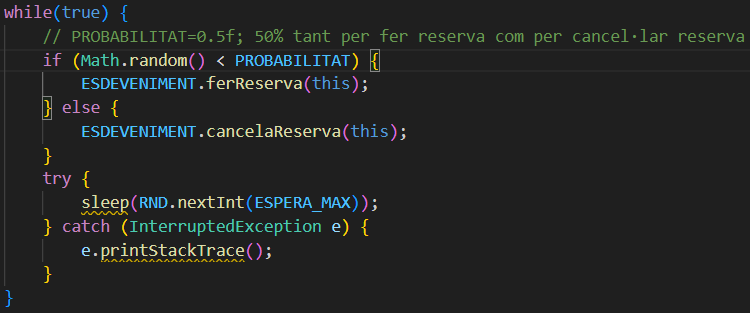 while(true) {
// PROBABILITAT=0.5f; 50% tant per fer reserva com per cancel·lar reserva
if (Math.random() < PROBABILITAT) {
ESDEVENIMENT.ferReserva(this);
} else {
ESDEVENIMENT.cancelaReserva(this);
}
try {
sleep(RND.nextInt(ESPERA_MAX));
} catch (InterruptedException e) {
e.printStackTrace();
}
}